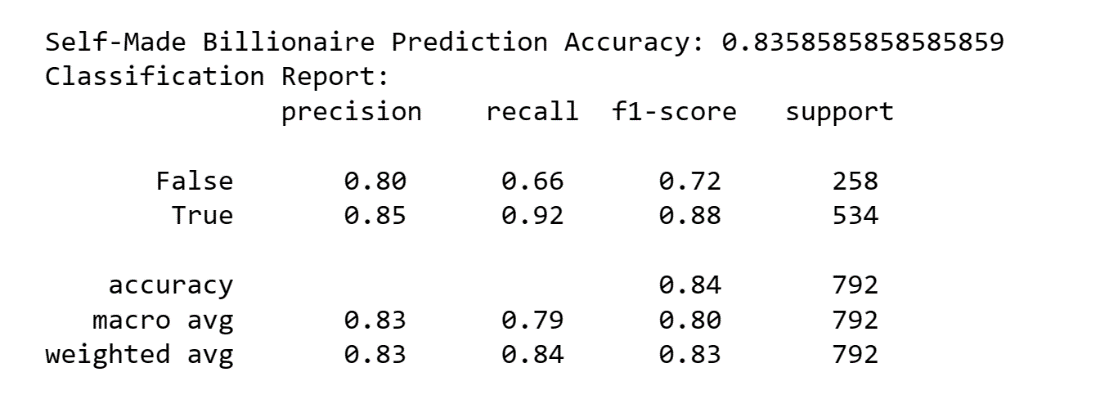 Self-Made Billionaire Prediction Accuracy: 0.8358585858585859
Classification Report:
precision recall f1-score support
False 0.80 0.66 0.72 258
True 0.85 0.92 0.88 534
accuracy 0.84 792
macro avg 0.83 0.79 0.80 792
weighted avg 0.83 0.84 0.83 792